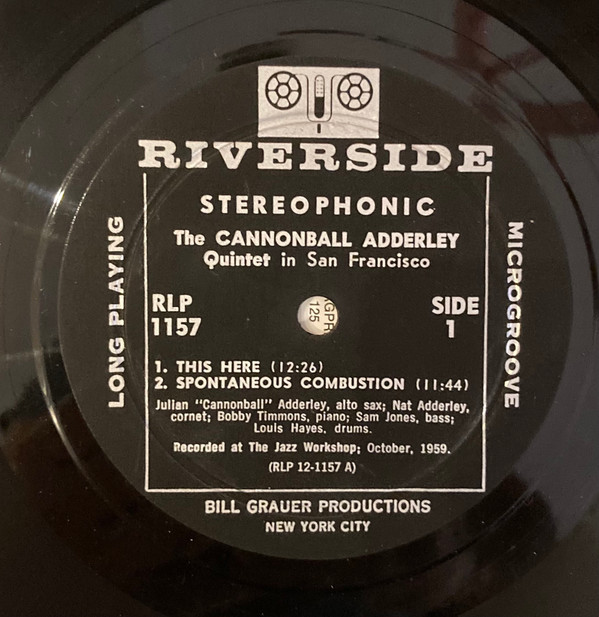 RIVERSIDE
STEREOPHONIC
The CANNONBALL ADDERLEY
Quintet in San Francisco
LONG PLAYING
MICROGROOVE
RLP
1157
SIDE
1
GPR
125
1. THIS HERE (12:26)
2. SPONTANEOUS COMBUSTION (11:44)
Julian "Cannonball" Adderley, alto sax; Nat Adderley,
cornet; Bobby Timmons, piano; Sam Jones, bass;
Louis Hayes, drums.
Recorded at The Jazz Workshop; October, 1959.
(RLP 12-1157 A)
BILL GRAUER PRODUCTIONS
NEW YORK CITY